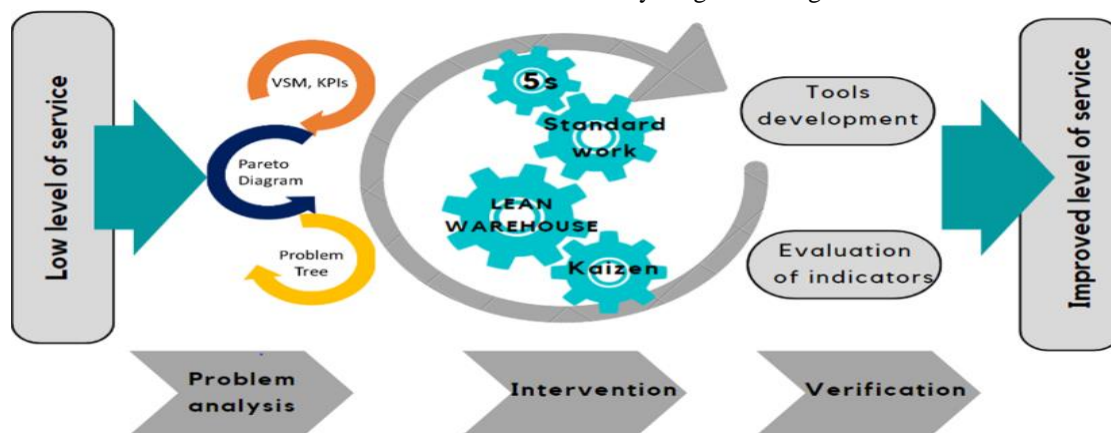 Low level of service
VSM, KPIs
Pareto
Diagram
Problem
Tree
5s
Standard
work
LEAN
WAREHOUSE
Kaizen
Tools
development
Evaluation
of indicators
Improved level of service
Problem
analysis
Intervention
Verification